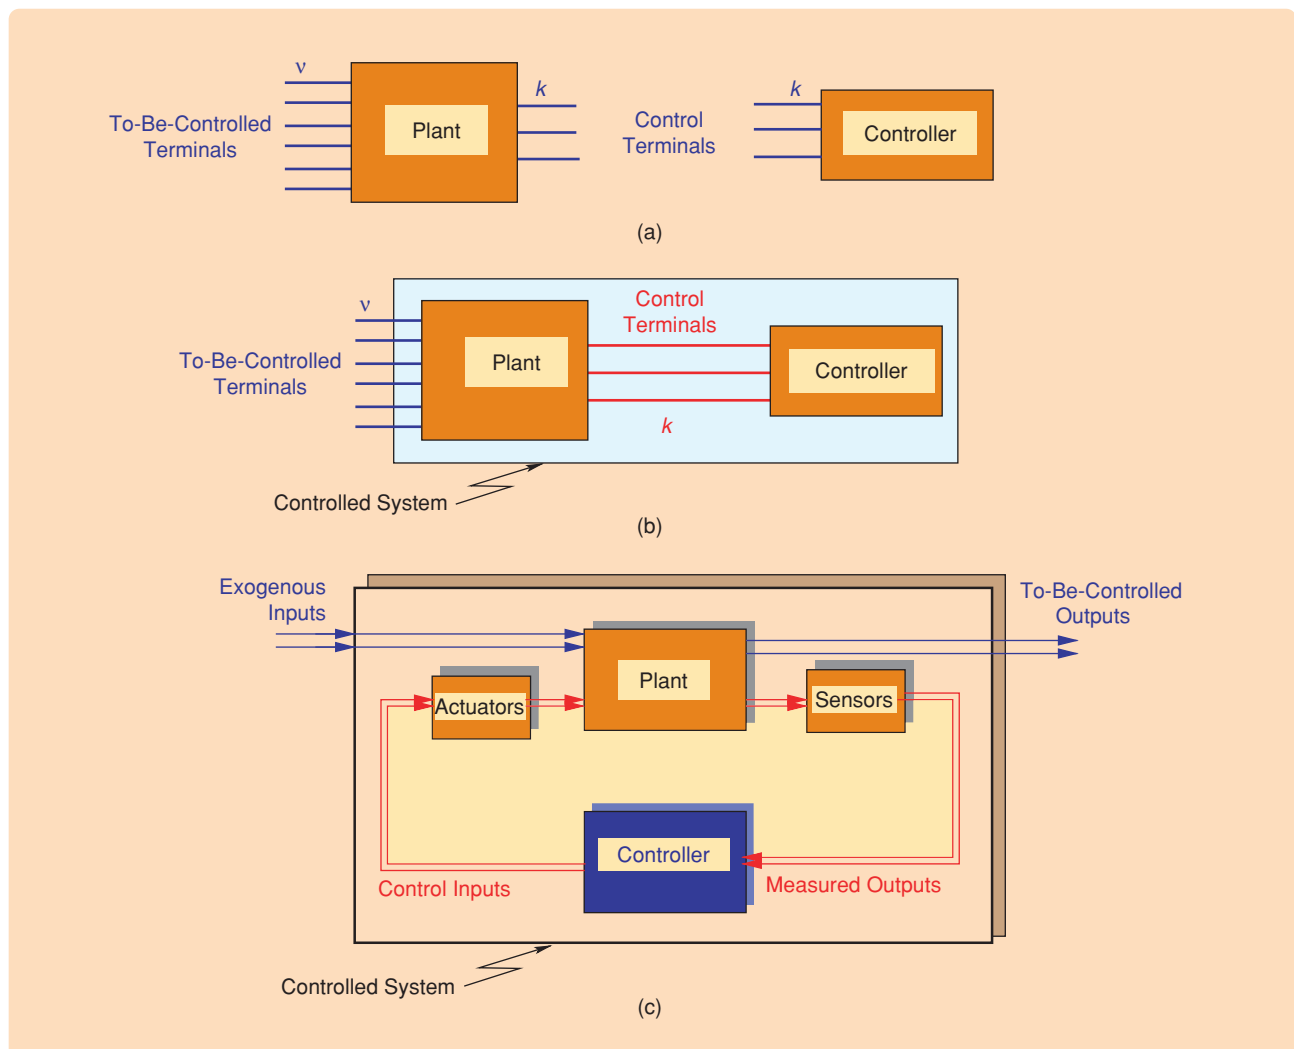 ν
k
k
To-Be-Controlled
Terminals
Plant
Control
Terminals
Controller
(a)
ν
Control
Terminals
To-Be-Controlled
Terminals
Plant
Controller
k
Controlled System
(b)
Exogenous
Inputs
To-Be-Controlled
Outputs
Plant
Actuators
Sensors
Controller
Control Inputs
Measured Outputs
Controlled System
(c)